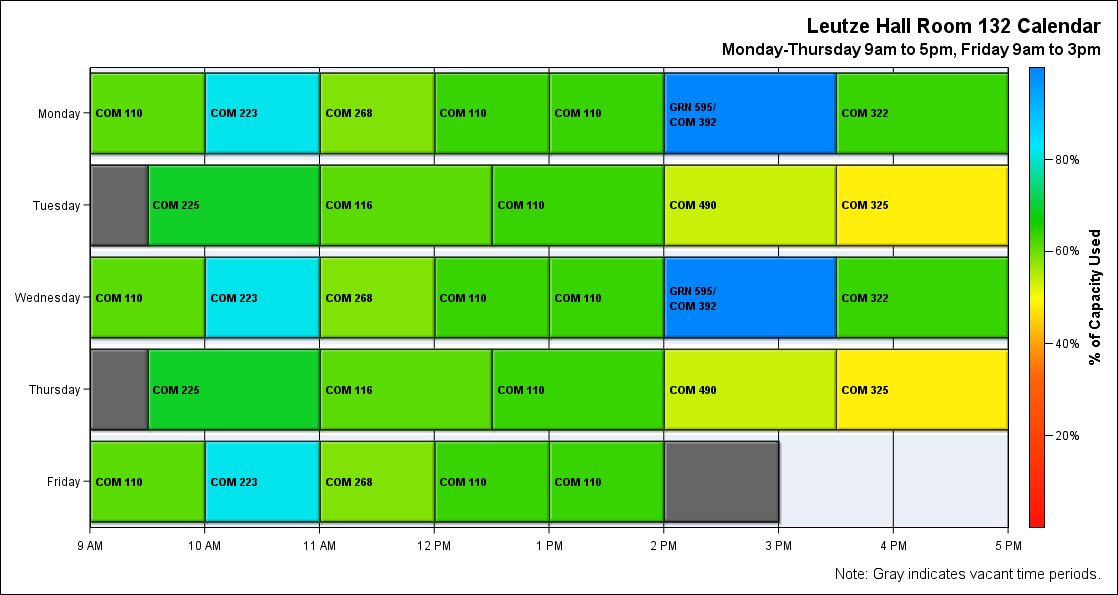 Leutze Hall Room 132 Calendar
Monday-Thursday 9am to 5pm, Friday 9am to 3pm
Monday
COM 110
COM 223
COM 268
COM 110
COM 110
GRN 595/
COM 392
COM 322
Tuesday
COM 225
COM 116
COM 110
COM 490
COM 325
Wednesday
COM 110
COM 223
COM 268
COM 110
COM 110
GRN 595/
COM 392
COM 322
Thursday
COM 225
COM 116
COM 110
COM 490
COM 325
Friday
COM 110
COM 223
COM 268
COM 110
COM 110
9 AM
10 AM
11 AM
12 PM
1 PM
2 PM
3 PM
4 PM
5 PM
80%
60%
40%
20%
% of Capacity Used
Note: Gray indicates vacant time periods.